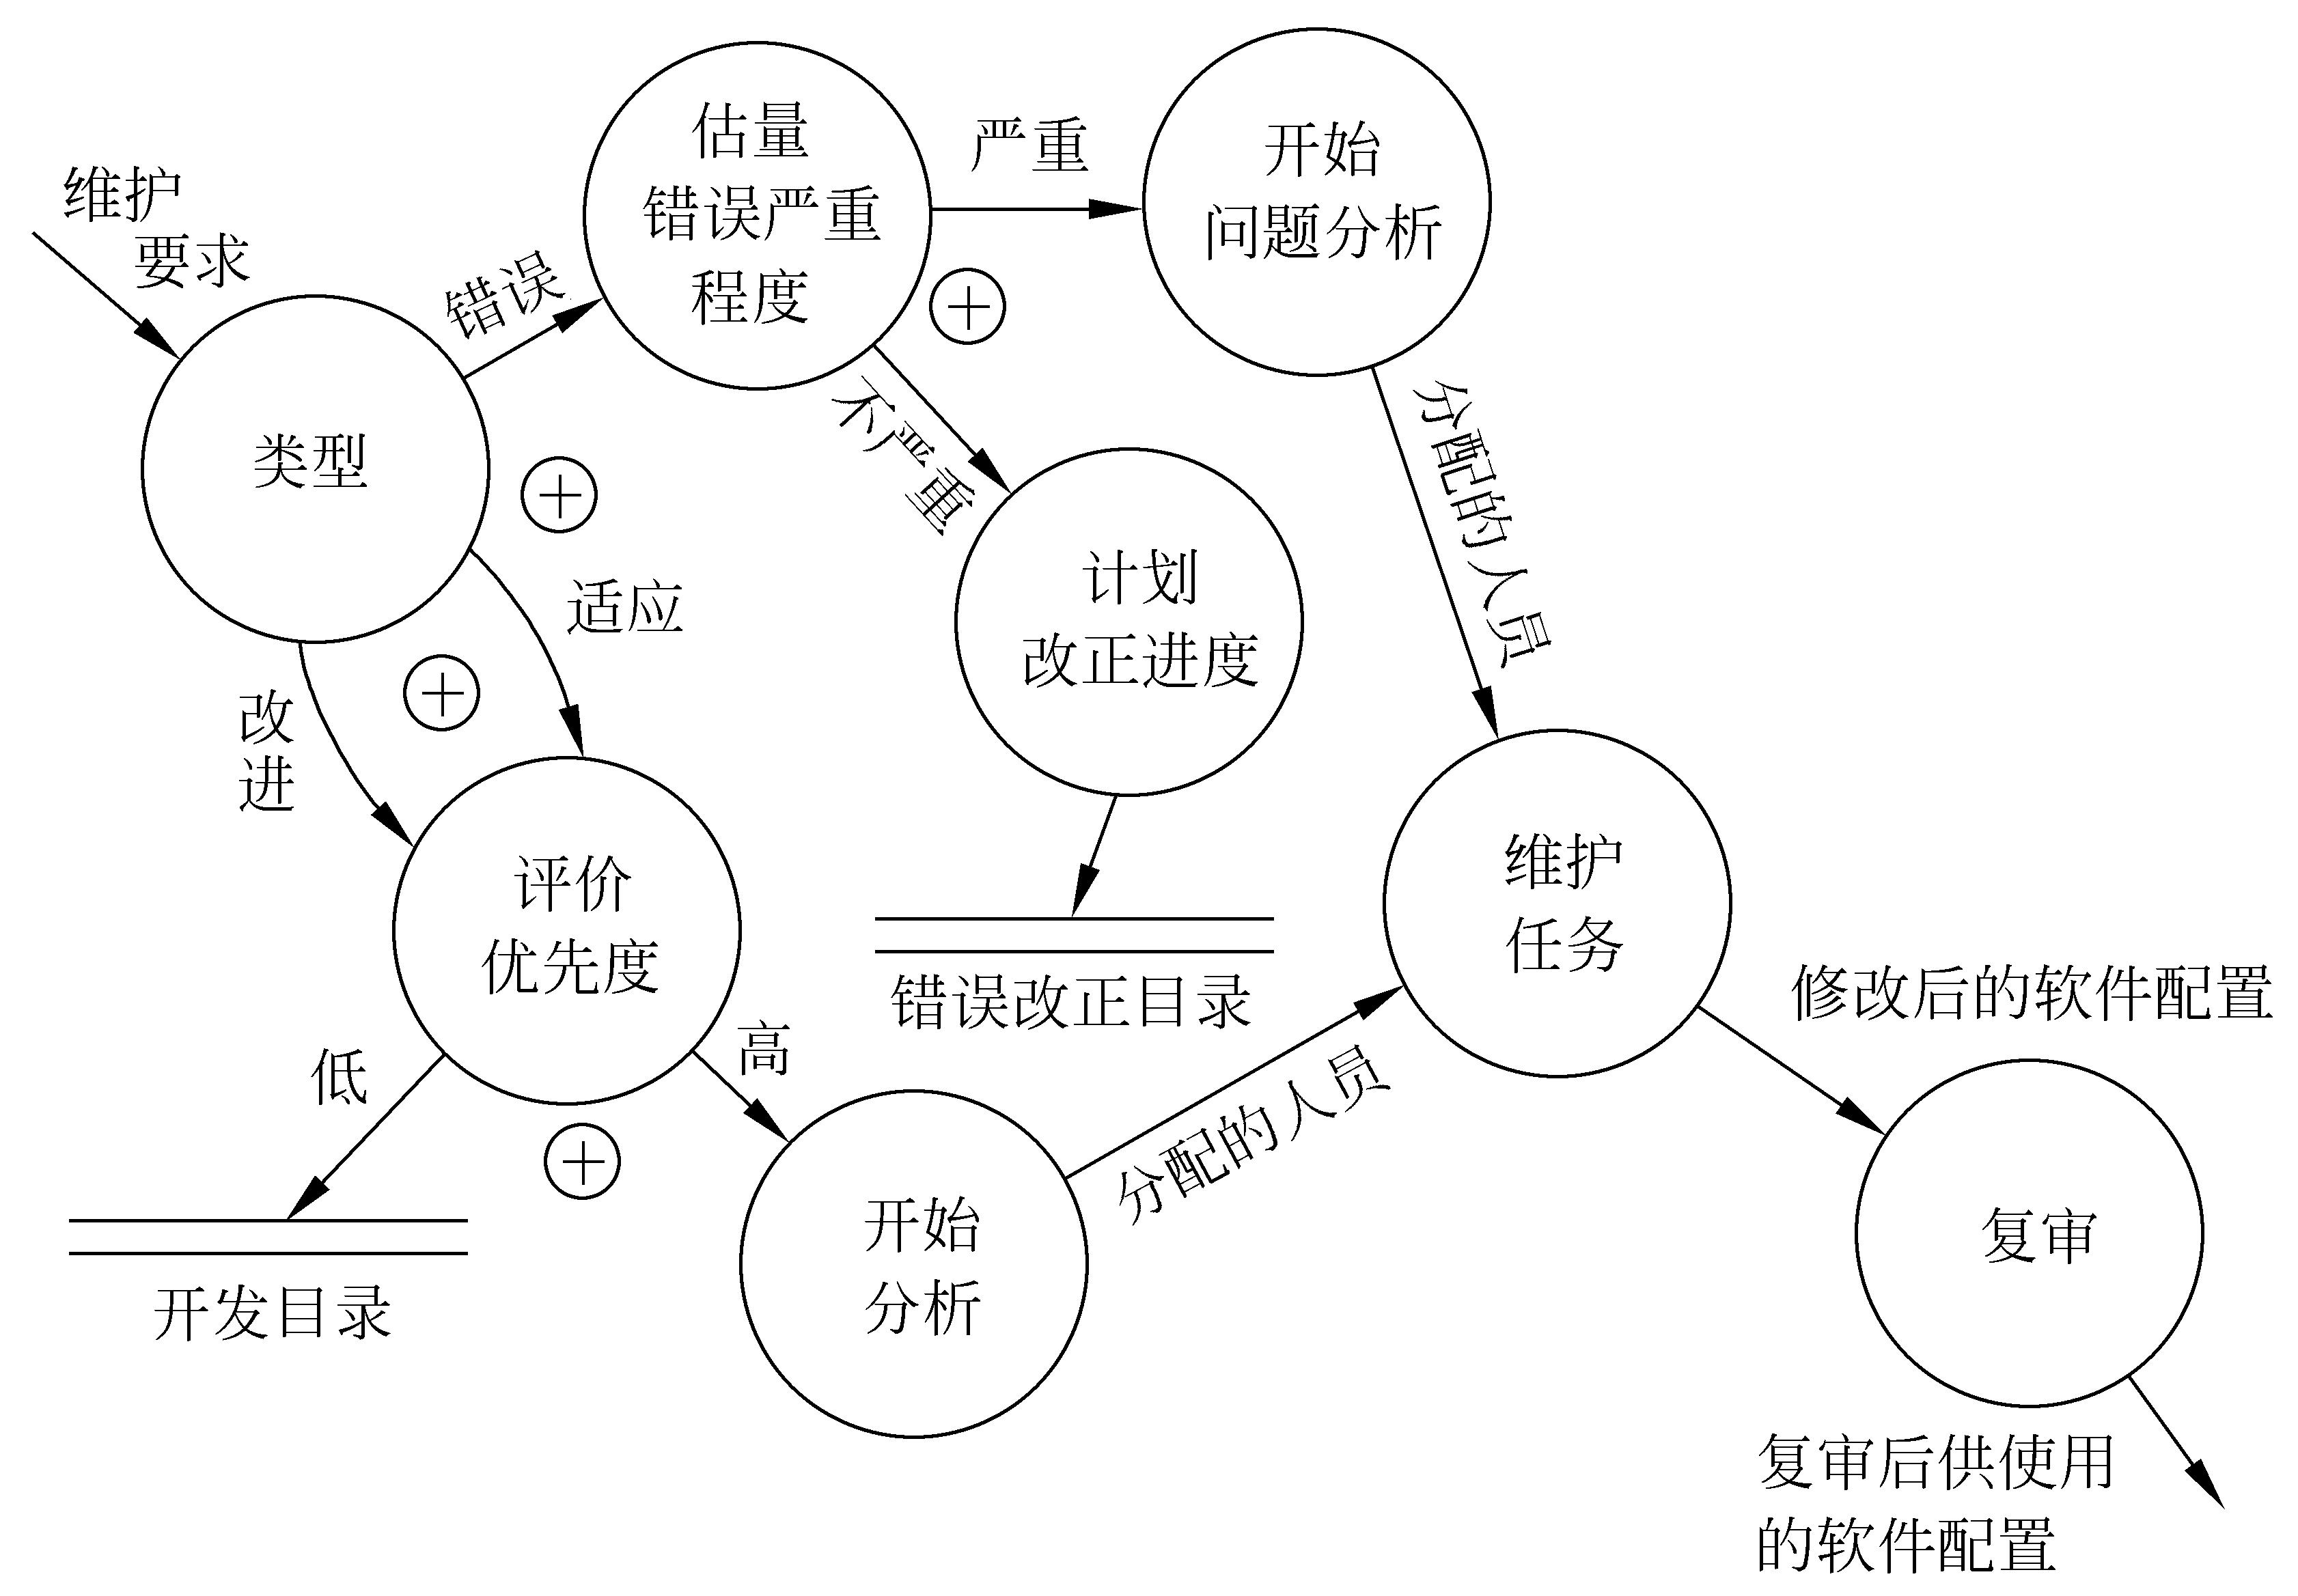 维护
要求
类型
错误
估量
错误严重
程度
严重
开始
问题分析
不严重
计划
改正进度
错误改正目录
分配的人员
适应
改
进
评价
优先度
低
开发目录
高
开始
分析
分配的人员
维护
任务
修改后的软件配置
复审
复审后供使用
的软件配置